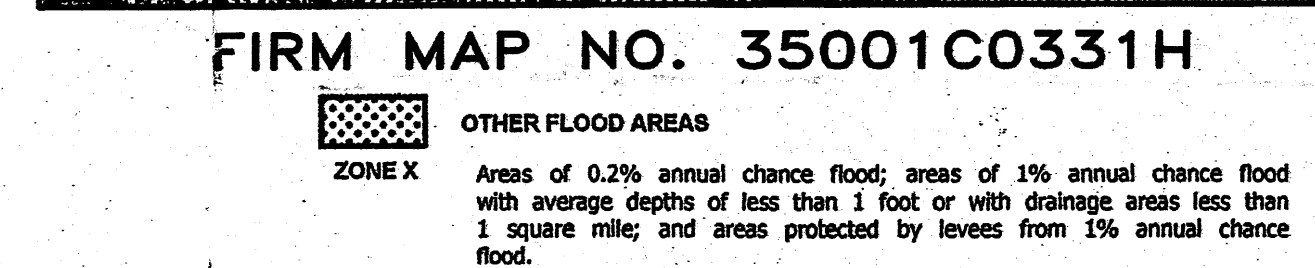 FIRM MAP NO. 35001C0331H
OTHER FLOOD AREAS
ZONE X
Areas of 0.2% annual chance flood; areas of 1% annual chance flood
with average depths of less than 1 foot or with drainage areas less than
1 square mile; and areas protected by levees from 1% annual chance
flood.